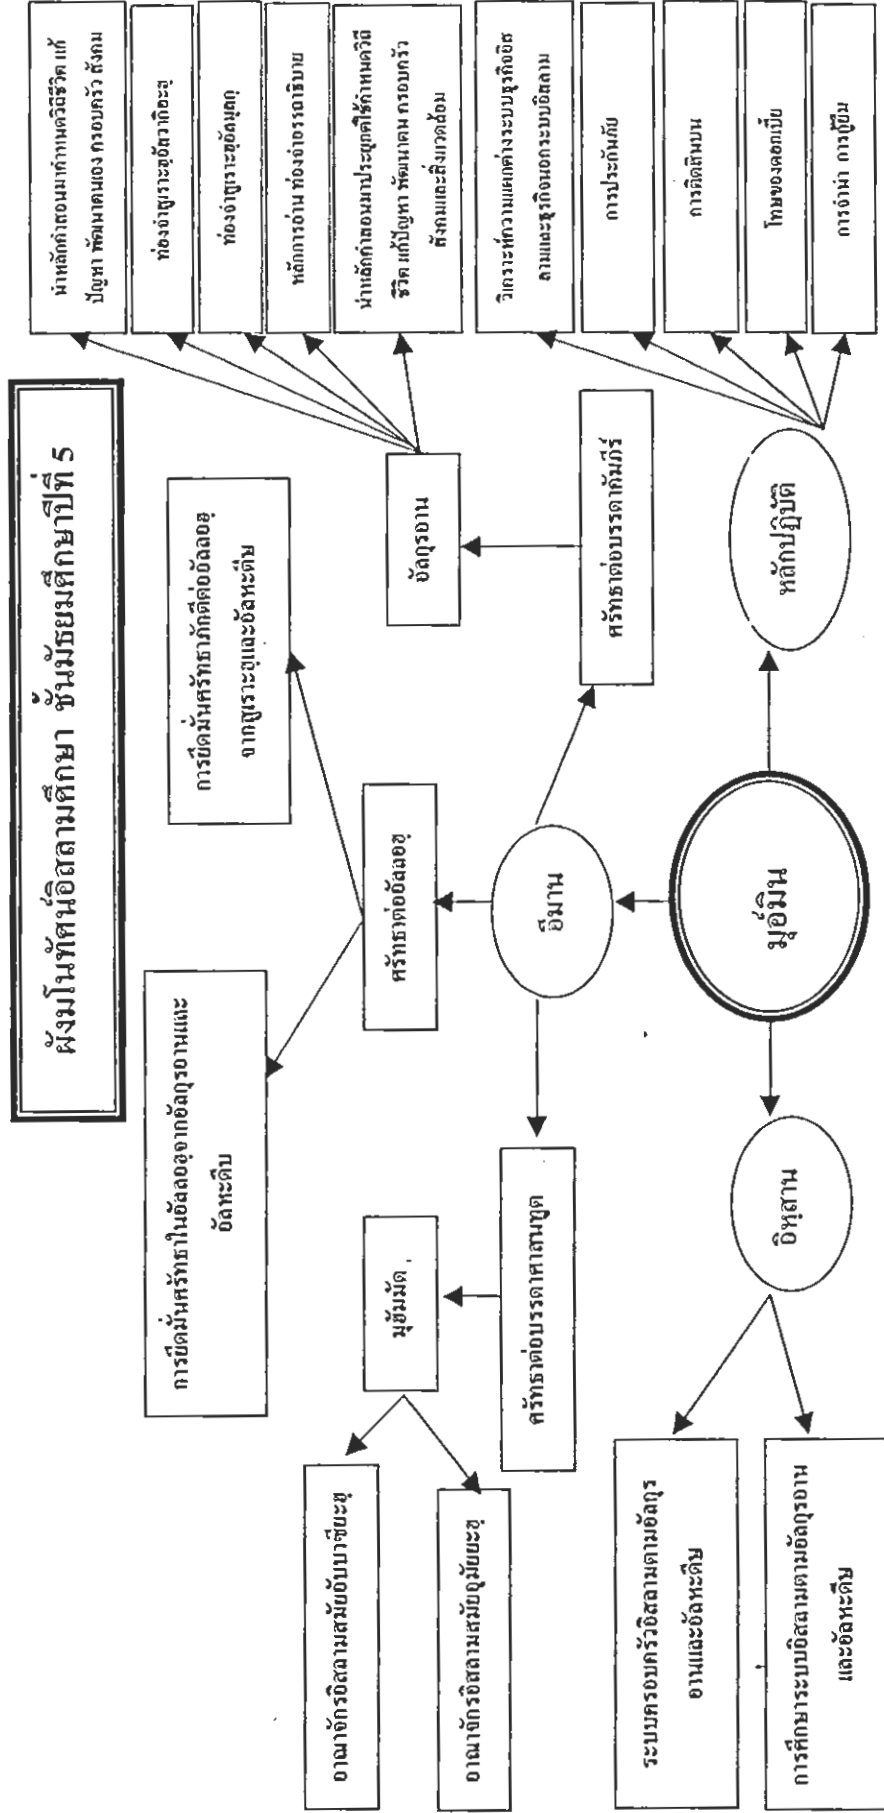 ผังมโนทัศน์อิสลามศึกษา ชั้นมัธยมศึกษาปีที่ 5
อาณาจักรอิสลามสมัยอับบาซียะฮฺ
อาณาจักรอิสลามสมัยอุมัยยะฮฺ
มุฮัมมัด
ศรัทธาต่อบรรดาศาสนทูต
การยึดมั่นศรัทธาในอัลลอฮฺจากอัลกุรอานและ
อัลหะดีษ
การยึดมั่นศรัทธาภักดีต่ออัลลอฮฺ
จากซูเราะฮฺและอัลหะดีษ
ศรัทธาต่ออัลลอฮฺ
อัลกุรอาน
ศรัทธาต่อบรรดาคัมภีร์
นำหลักคำสอนมากำหนดวิถีชีวิต แก้
ปัญหา พัฒนาตนเอง ครอบครัว สังคม
ท่องจำซูเราะฮฺอัลวากิอะฮฺ
ท่องจำซูเราะฮฺอัลมุลกฺ
หลักการอ่าน ท่องจำอรรถาธิบาย
นำหลักคำสอนมาประยุกต์ใช้กำหนดวิถี
ชีวิต แก้ปัญหา พัฒนาตน ครอบครัว
สังคมและสิ่งแวดล้อม
อีมาน
ระบบครอบครัวอิสลามตามอัลกุร
อานและอัลหะดีษ
การศึกษาระบบอิสลามตามอัลกุรอาน
และอัลหะดีษ
อิหฺสาน
มุอ์มิน
หลักปฏิบัติ
วิเคราะห์ความแตกต่างระบบธุรกิจอิส
ลามและธุรกิจนอกระบบอิสลาม
การประกันภัย
การติดสินบน
โทษของดอกเบี้ย
การจำนำ การกู้ยืม